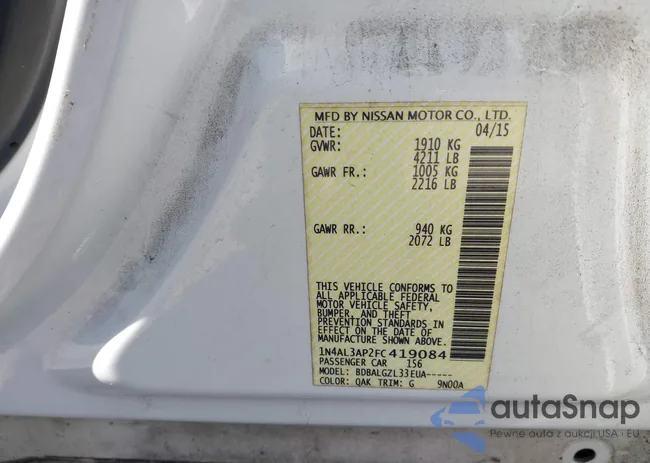 MFD BY NISSAN MOTOR CO., LTD.
DATE: 04/15
GVWR: 1910 KG
4211 LB
GAWR FR.: 1005 KG
2216 LB
GAWR RR.: 940 KG
2072 LB
THIS VEHICLE CONFORMS TO
ALL APPLICABLE FEDERAL
MOTOR VEHICLE SAFETY,
BUMPER, AND THEFT
PREVENTION STANDARDS IN
EFFECT ON THE DATE OF
MANUFACTURE SHOWN ABOVE.
1N4AL3AP2FC419084
PASSENGER CAR 156
MODEL: BDBALGZL33EUA-----
COLOR: QAK TRIM: G 9N00A
autoSnap
Pewne auta z aukcji USA i EU